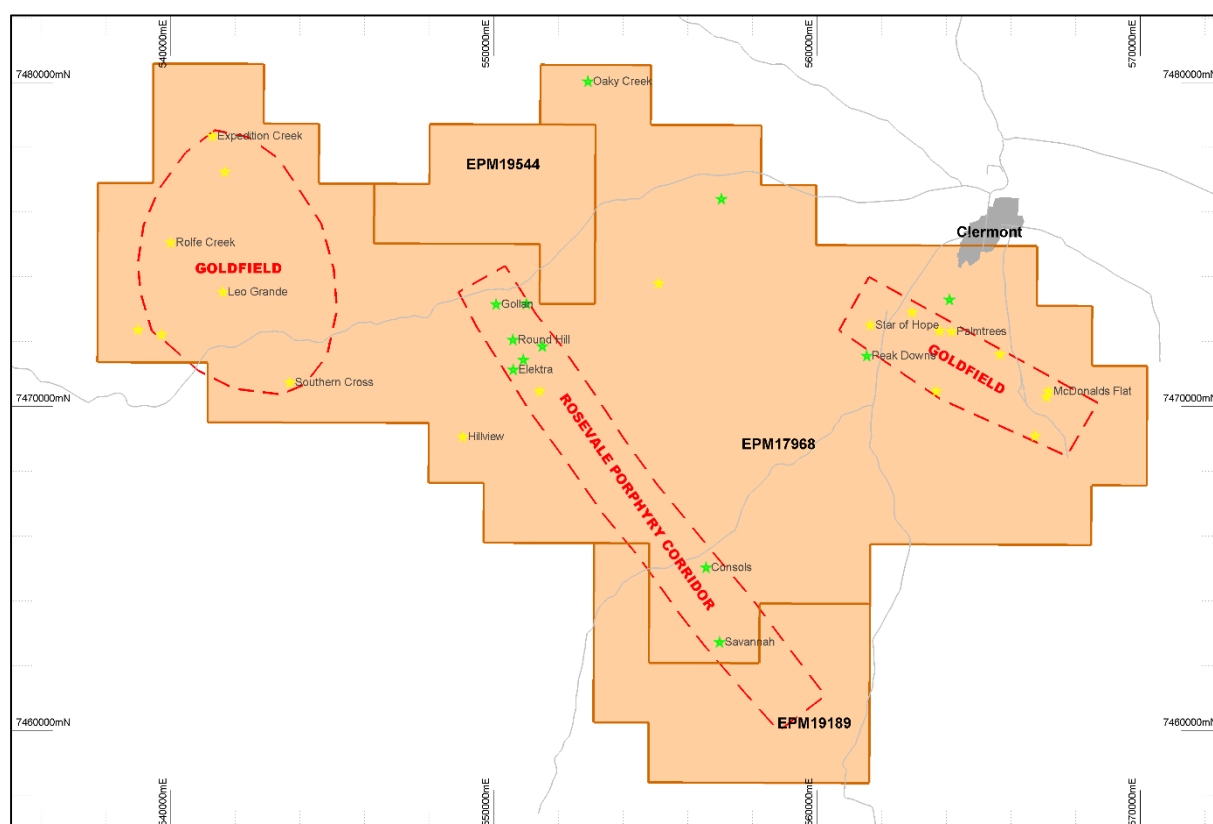 540000mE
550000mE
560000mE
570000mE
7480000mN
7480000mN
Oaky Creek
Expedition Creek
EPM19544
Clermont
Rolfe Creek
GOLDFIELD
Leo Grande
Gollan
Star of Hope
Palmtrees
Round Hill
Peak Downs
GOLDFIELD
Elektra
Southern Cross
McDonalds Flat
7470000mN
7470000mN
ROSEVALE PORPHYRY CORRIDOR
Hillview
EPM17968
Consols
Savannah
EPM19189
7460000mN
7460000mN
540000mE
550000mE
560000mE
570000mE